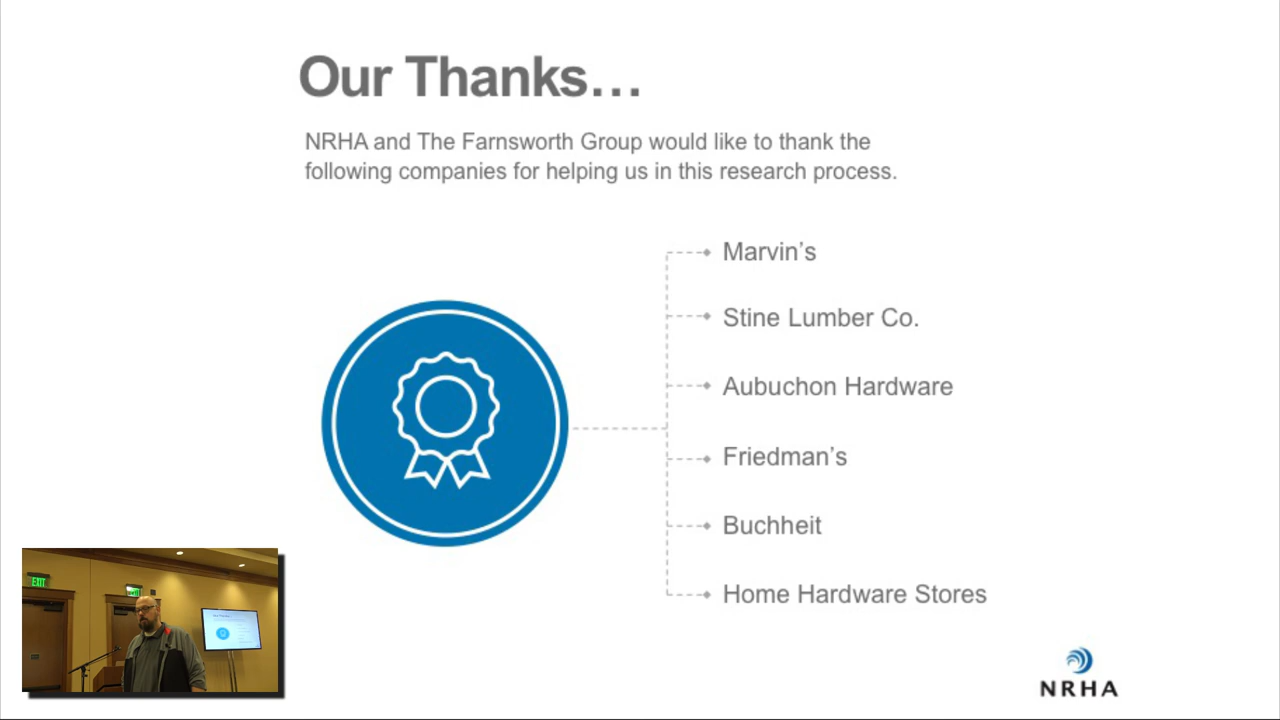 Our Thanks…
NRHA and The Farnsworth Group would like to thank the
following companies for helping us in this research process.
Marvin’s
Stine Lumber Co.
Aubuchon Hardware
Friedman’s
Buchheit
Home Hardware Stores
EXIT
EXIT
NRHA